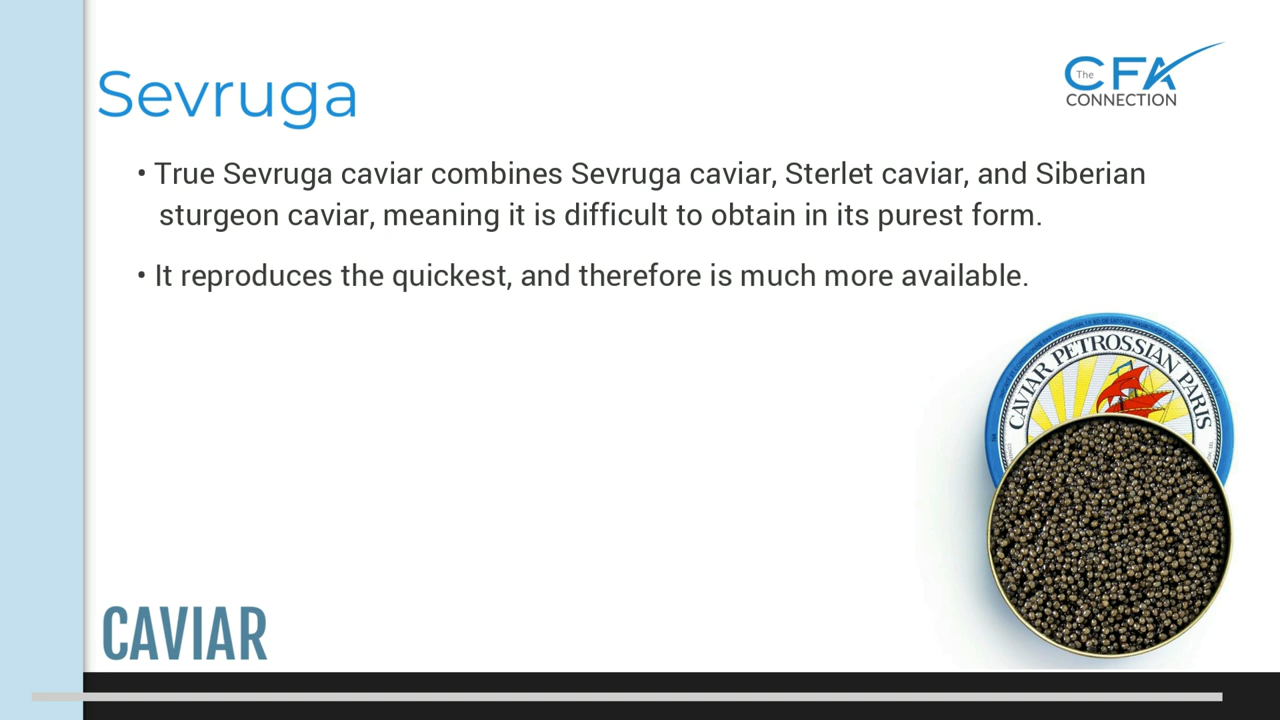 Sevruga
The
CFA
CONNECTION
• True Sevruga caviar combines Sevruga caviar, Sterlet caviar, and Siberian
sturgeon caviar, meaning it is difficult to obtain in its purest form.
• It reproduces the quickest, and therefore is much more available.
CAVIAR PETROSSIAN PARIS
CAVIAR